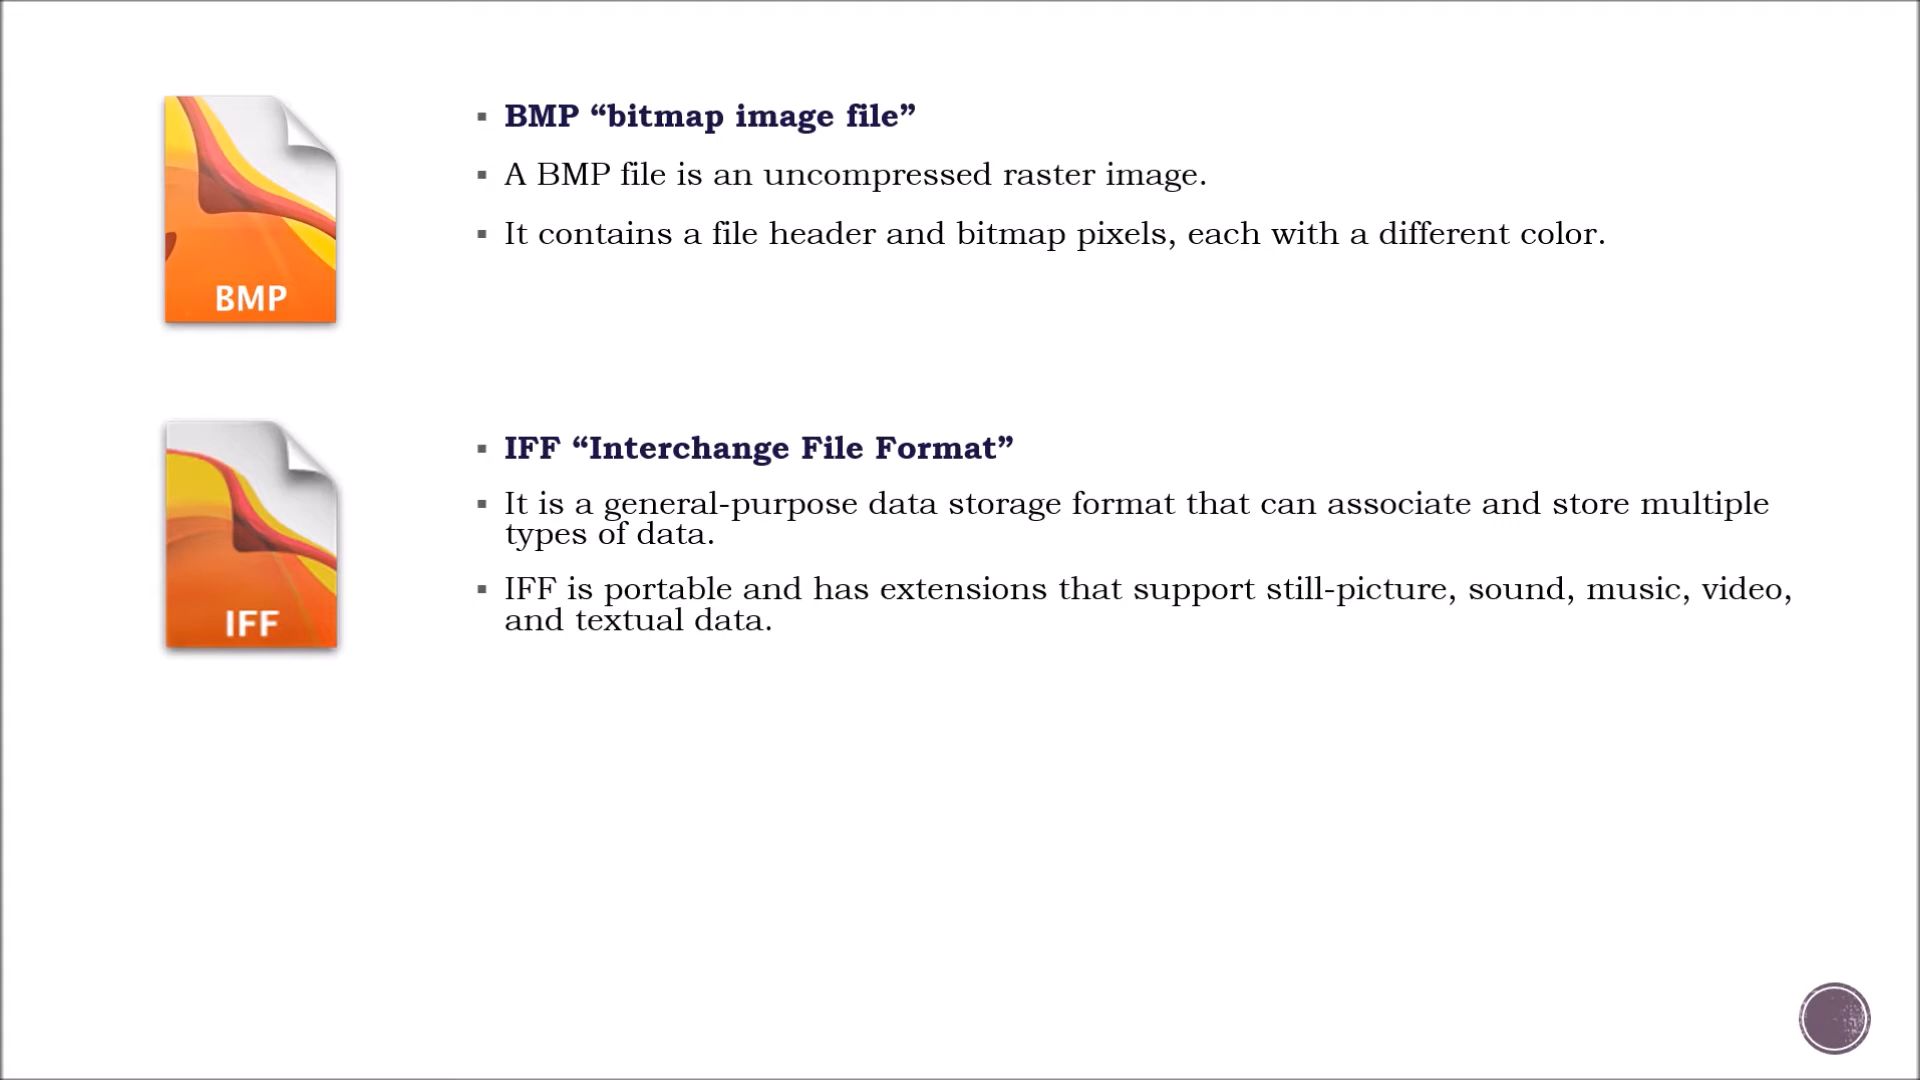 BMP “bitmap image file”
A BMP file is an uncompressed raster image.
It contains a file header and bitmap pixels, each with a different color.
BMP
IFF “Interchange File Format”
It is a general-purpose data storage format that can associate and store multiple
types of data.
IFF is portable and has extensions that support still-picture, sound, music, video,
and textual data.
IFF